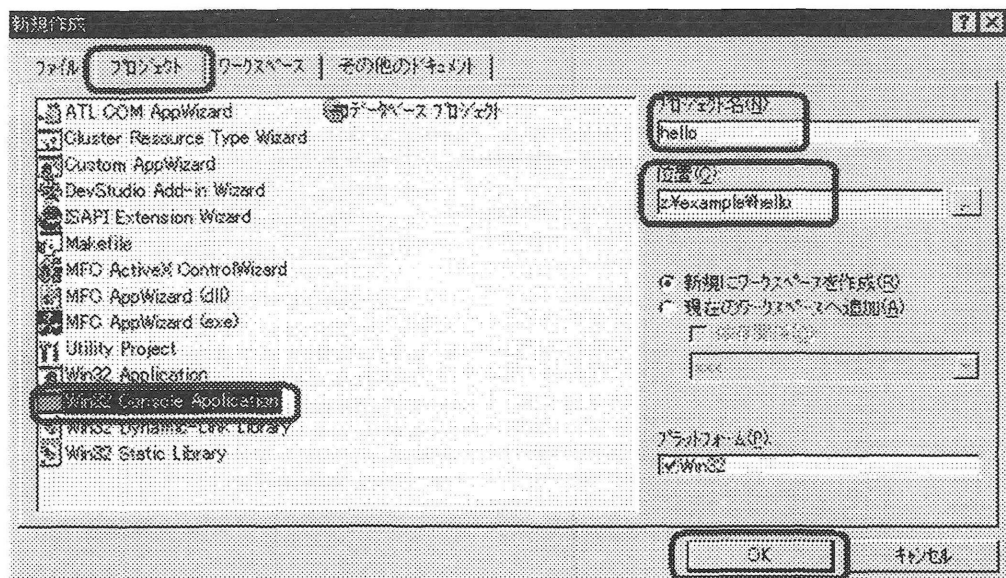 新規作成
ファイル プロジェクト ワークスペース その他のドキュメント
ATL COM AppWizard
Cluster Resource Type Wizard
Custom AppWizard
DevStudio Add-in Wizard
ISAPI Extension Wizard
Makefile
MFC ActiveX ControlWizard
MFC AppWizard (dll)
MFC AppWizard (exe)
Utility Project
Win32 Application
Win32 Console Application
Win32 Dynamic-Link Library
Win32 Static Library
データベース プロジェクト
プロジェクト名(N):
hello
位置(C):
z¥example¥hello
...
新規にワークスペースを作成(R)
現在のワークスペースへ追加(A)
プラットフォーム(P):
Win32
OK
キャンセル